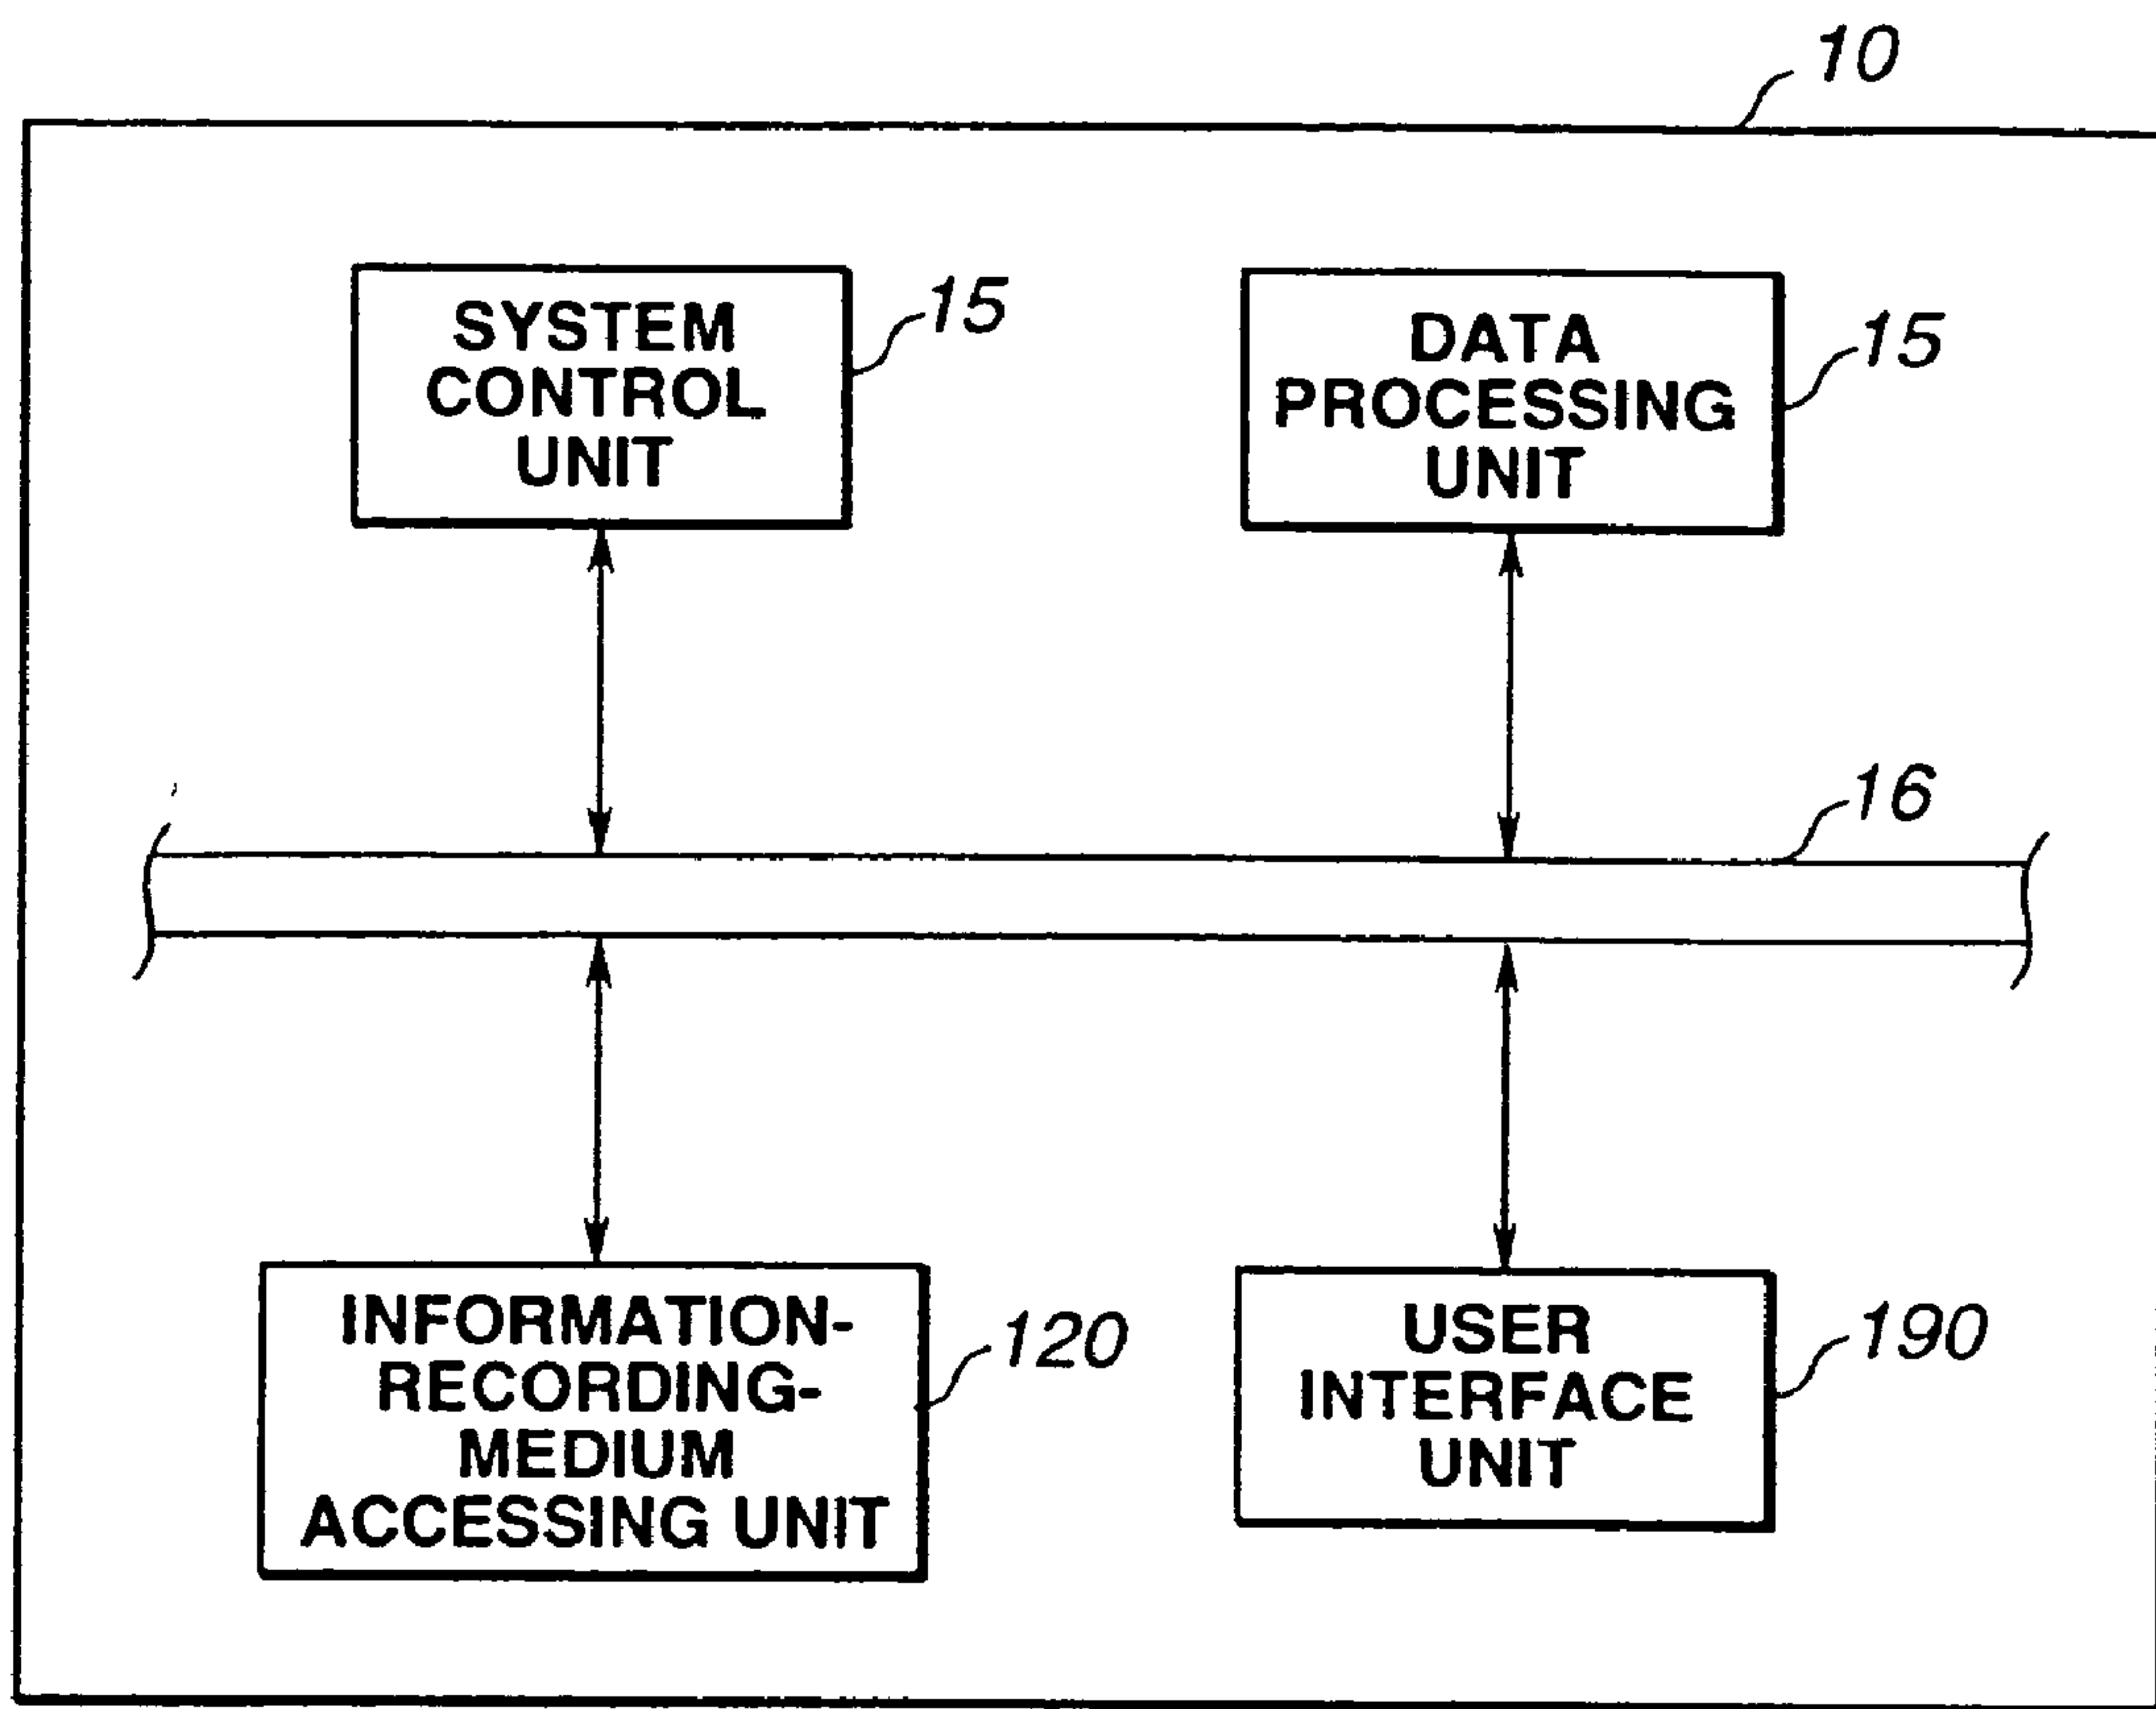 10
SYSTEM
CONTROL
UNIT
15
DATA
PROCESSING
UNIT
15
16
INFORMATION-
RECORDING-
MEDIUM
ACCESSING UNIT
120
USER
INTERFACE
UNIT
190